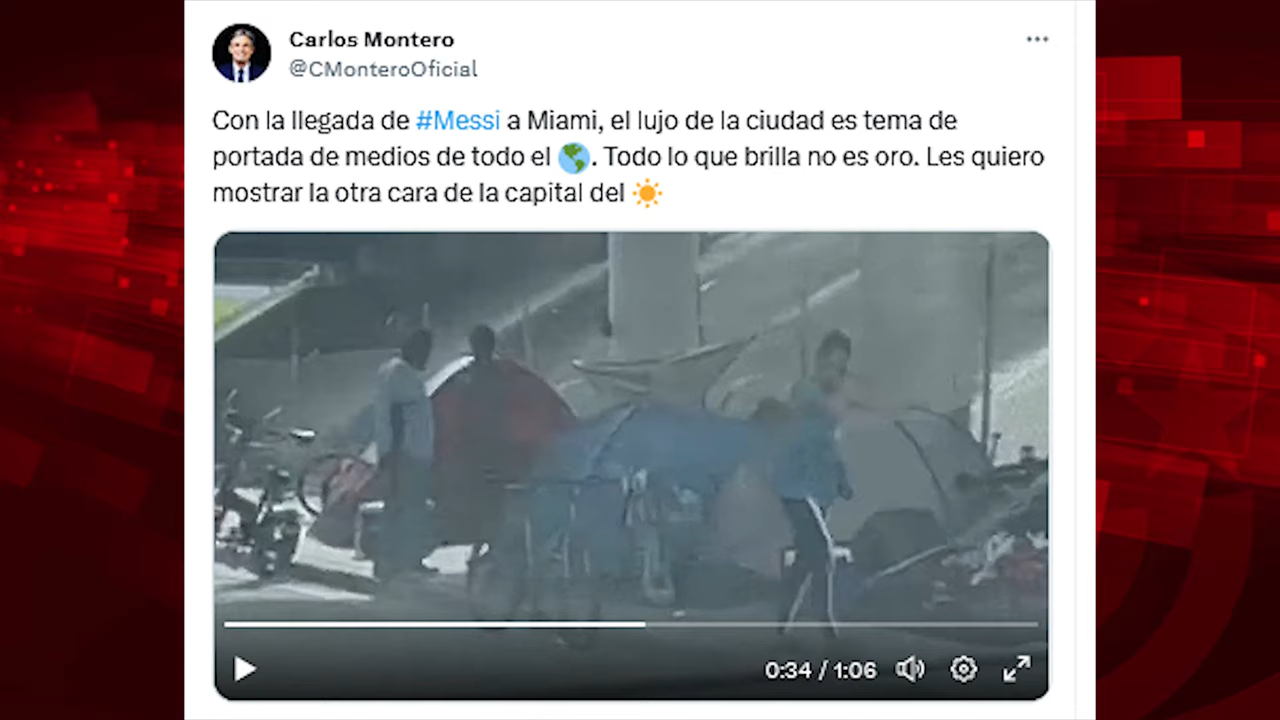 Carlos Montero
@CMonteroOficial
Con la llegada de #Messi a Miami, el lujo de la ciudad es tema de
portada de medios de todo el 🌎. Todo lo que brilla no es oro. Les quiero
mostrar la otra cara de la capital del ☀️
0:34 / 1:06